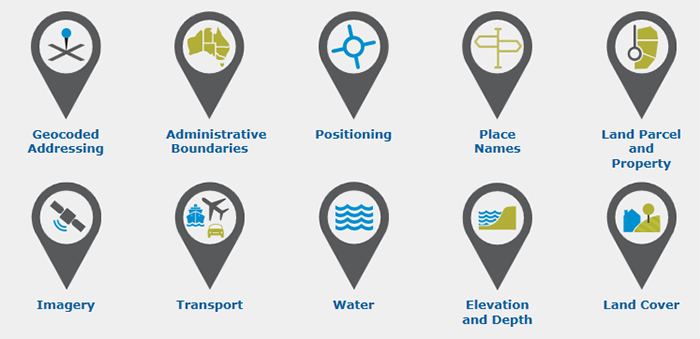 Geocoded
Addressing
Administrative
Boundaries
Positioning
Place
Names
Land Parcel
and
Property
Imagery
Transport
Water
Elevation
and Depth
Land Cover